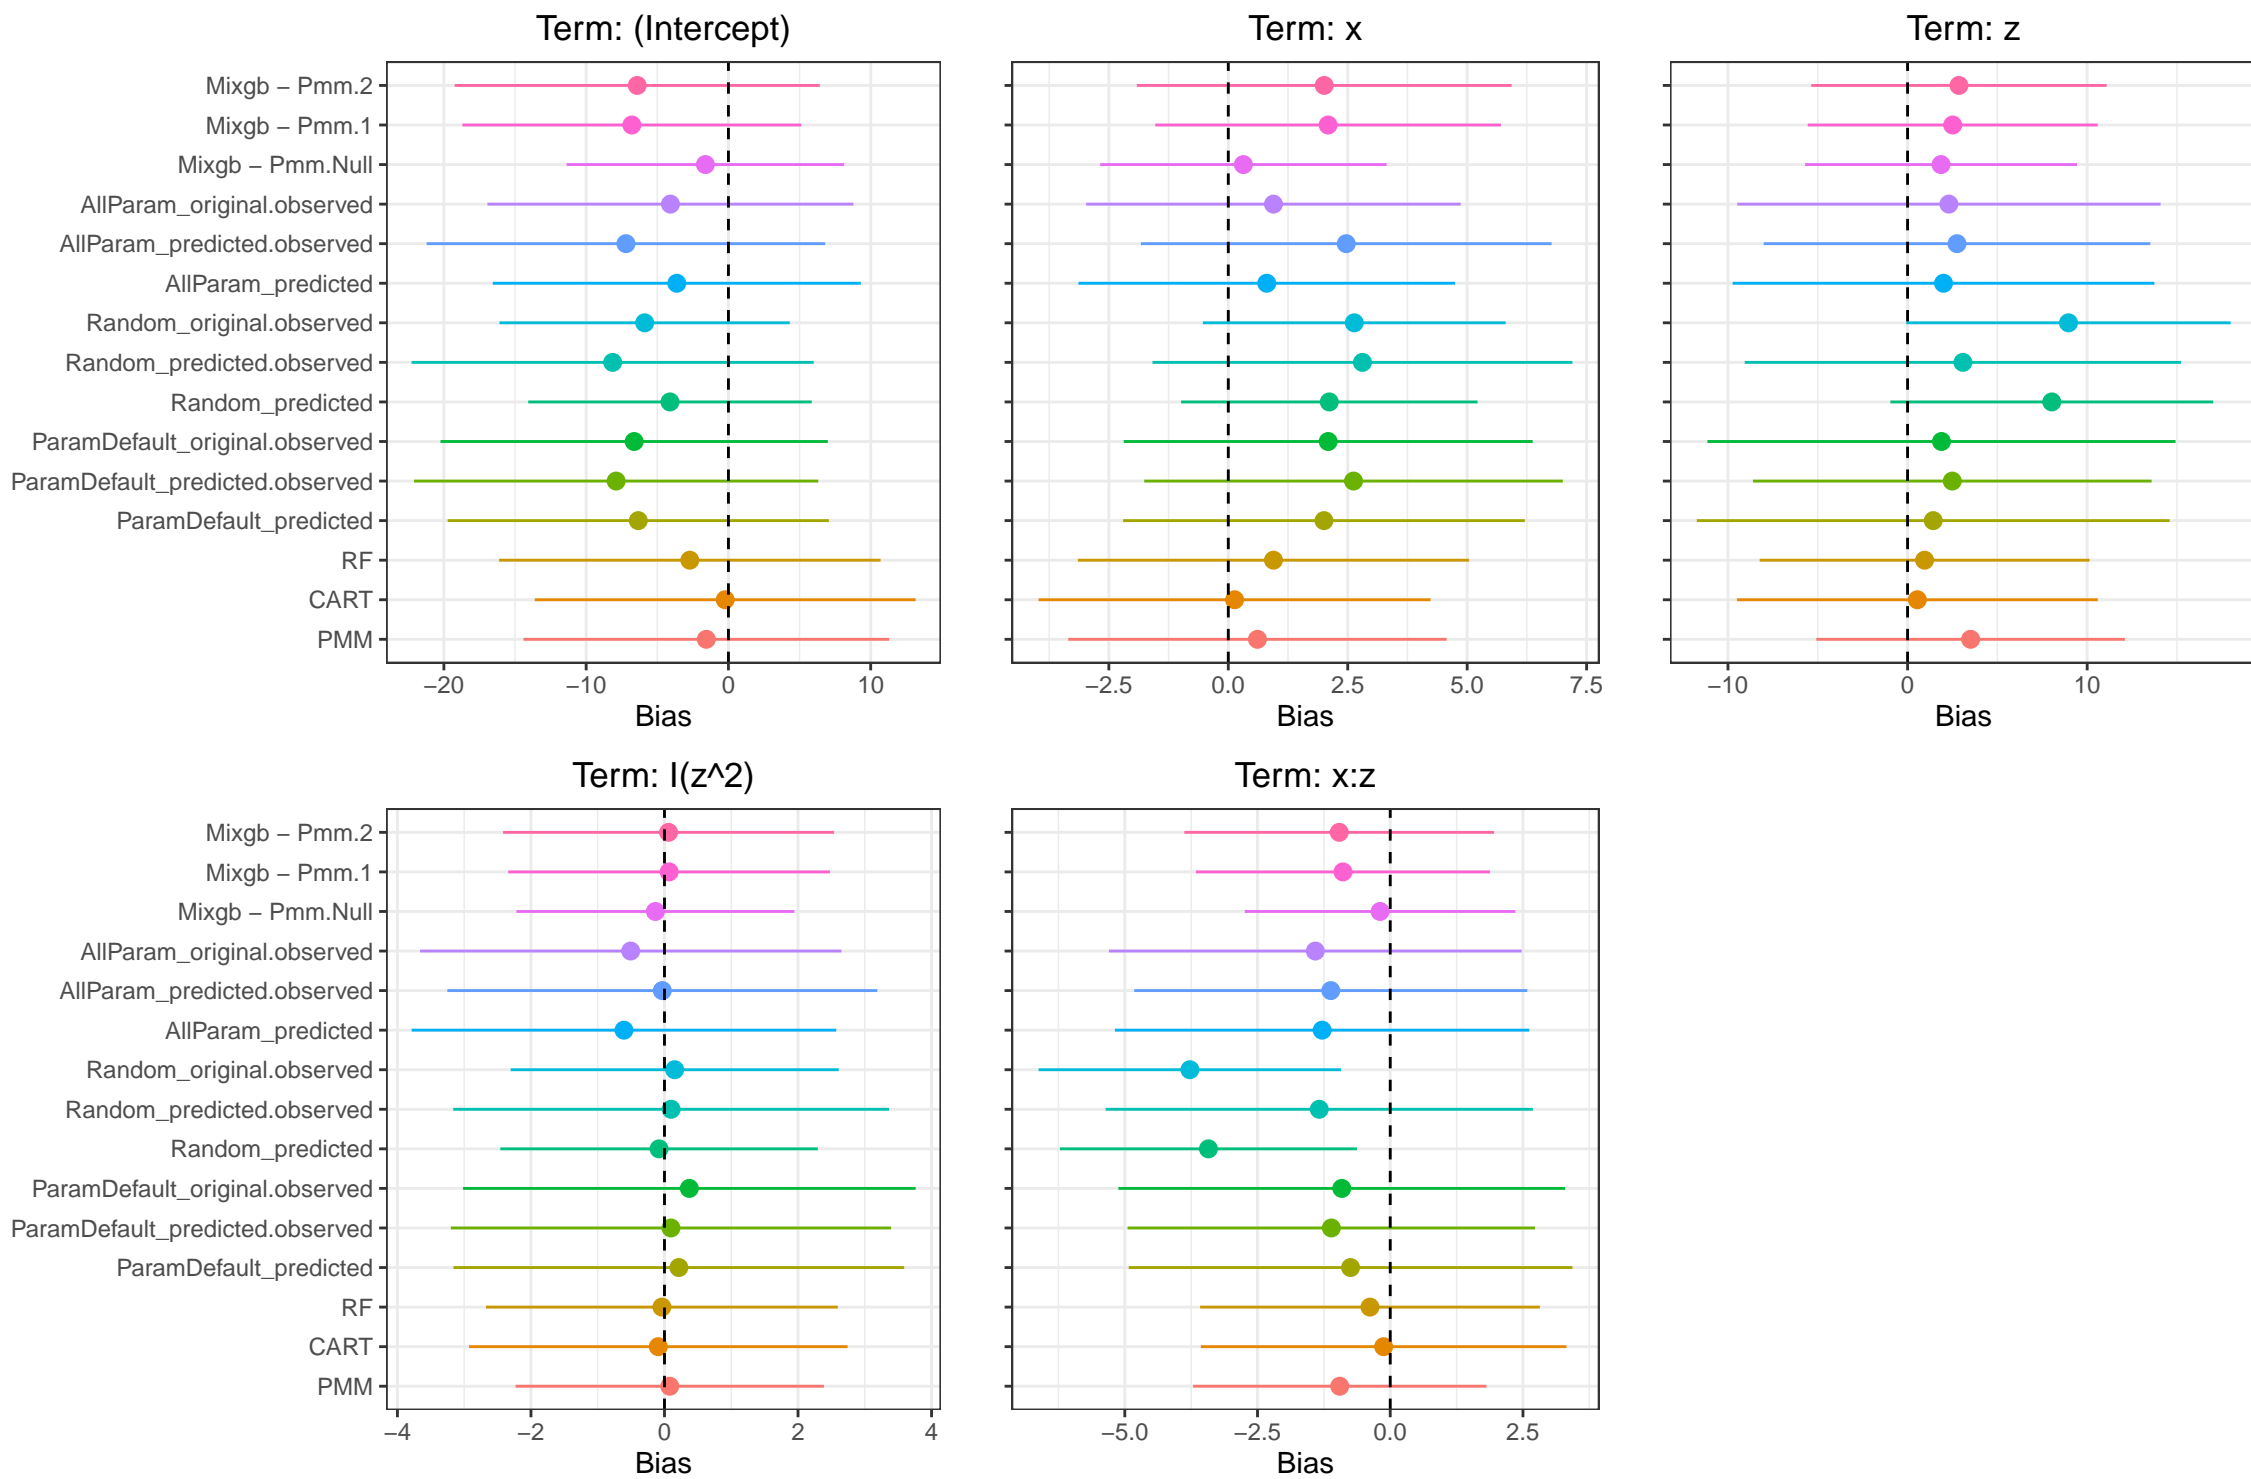 Term: (Intercept)
Term: x
Term: z
Mixgb − Pmm.2
Mixgb − Pmm.1
Mixgb − Pmm.Null
AllParam_original.observed
AllParam_predicted.observed
AllParam_predicted
Random_original.observed
Random_predicted.observed
Random_predicted
ParamDefault_original.observed
ParamDefault_predicted.observed
ParamDefault_predicted
RF
CART
PMM
−20 −10 0 10
−2.5 0.0 2.5 5.0 7.5
−10 0 10
Bias
Bias
Bias
Term: I(z^2)
Term: x:z
Mixgb − Pmm.2
Mixgb − Pmm.1
Mixgb − Pmm.Null
AllParam_original.observed
AllParam_predicted.observed
AllParam_predicted
Random_original.observed
Random_predicted.observed
Random_predicted
ParamDefault_original.observed
ParamDefault_predicted.observed
ParamDefault_predicted
RF
CART
PMM
−4 −2 0 2 4
−5.0 −2.5 0.0 2.5
Bias
Bias